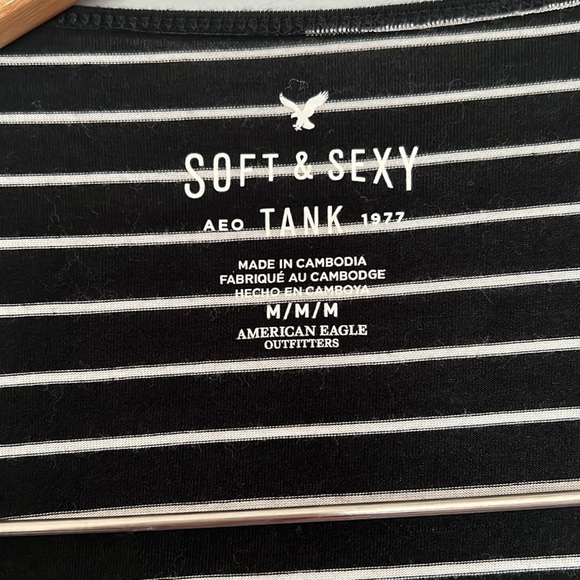 SOFT & SEXY
AEO TANK 1977
MADE IN CAMBODIA
FABRIQUÉ AU CAMBODGE
HECHO EN CAMBOYA
M/M/M
AMERICAN EAGLE
OUTFITTERS